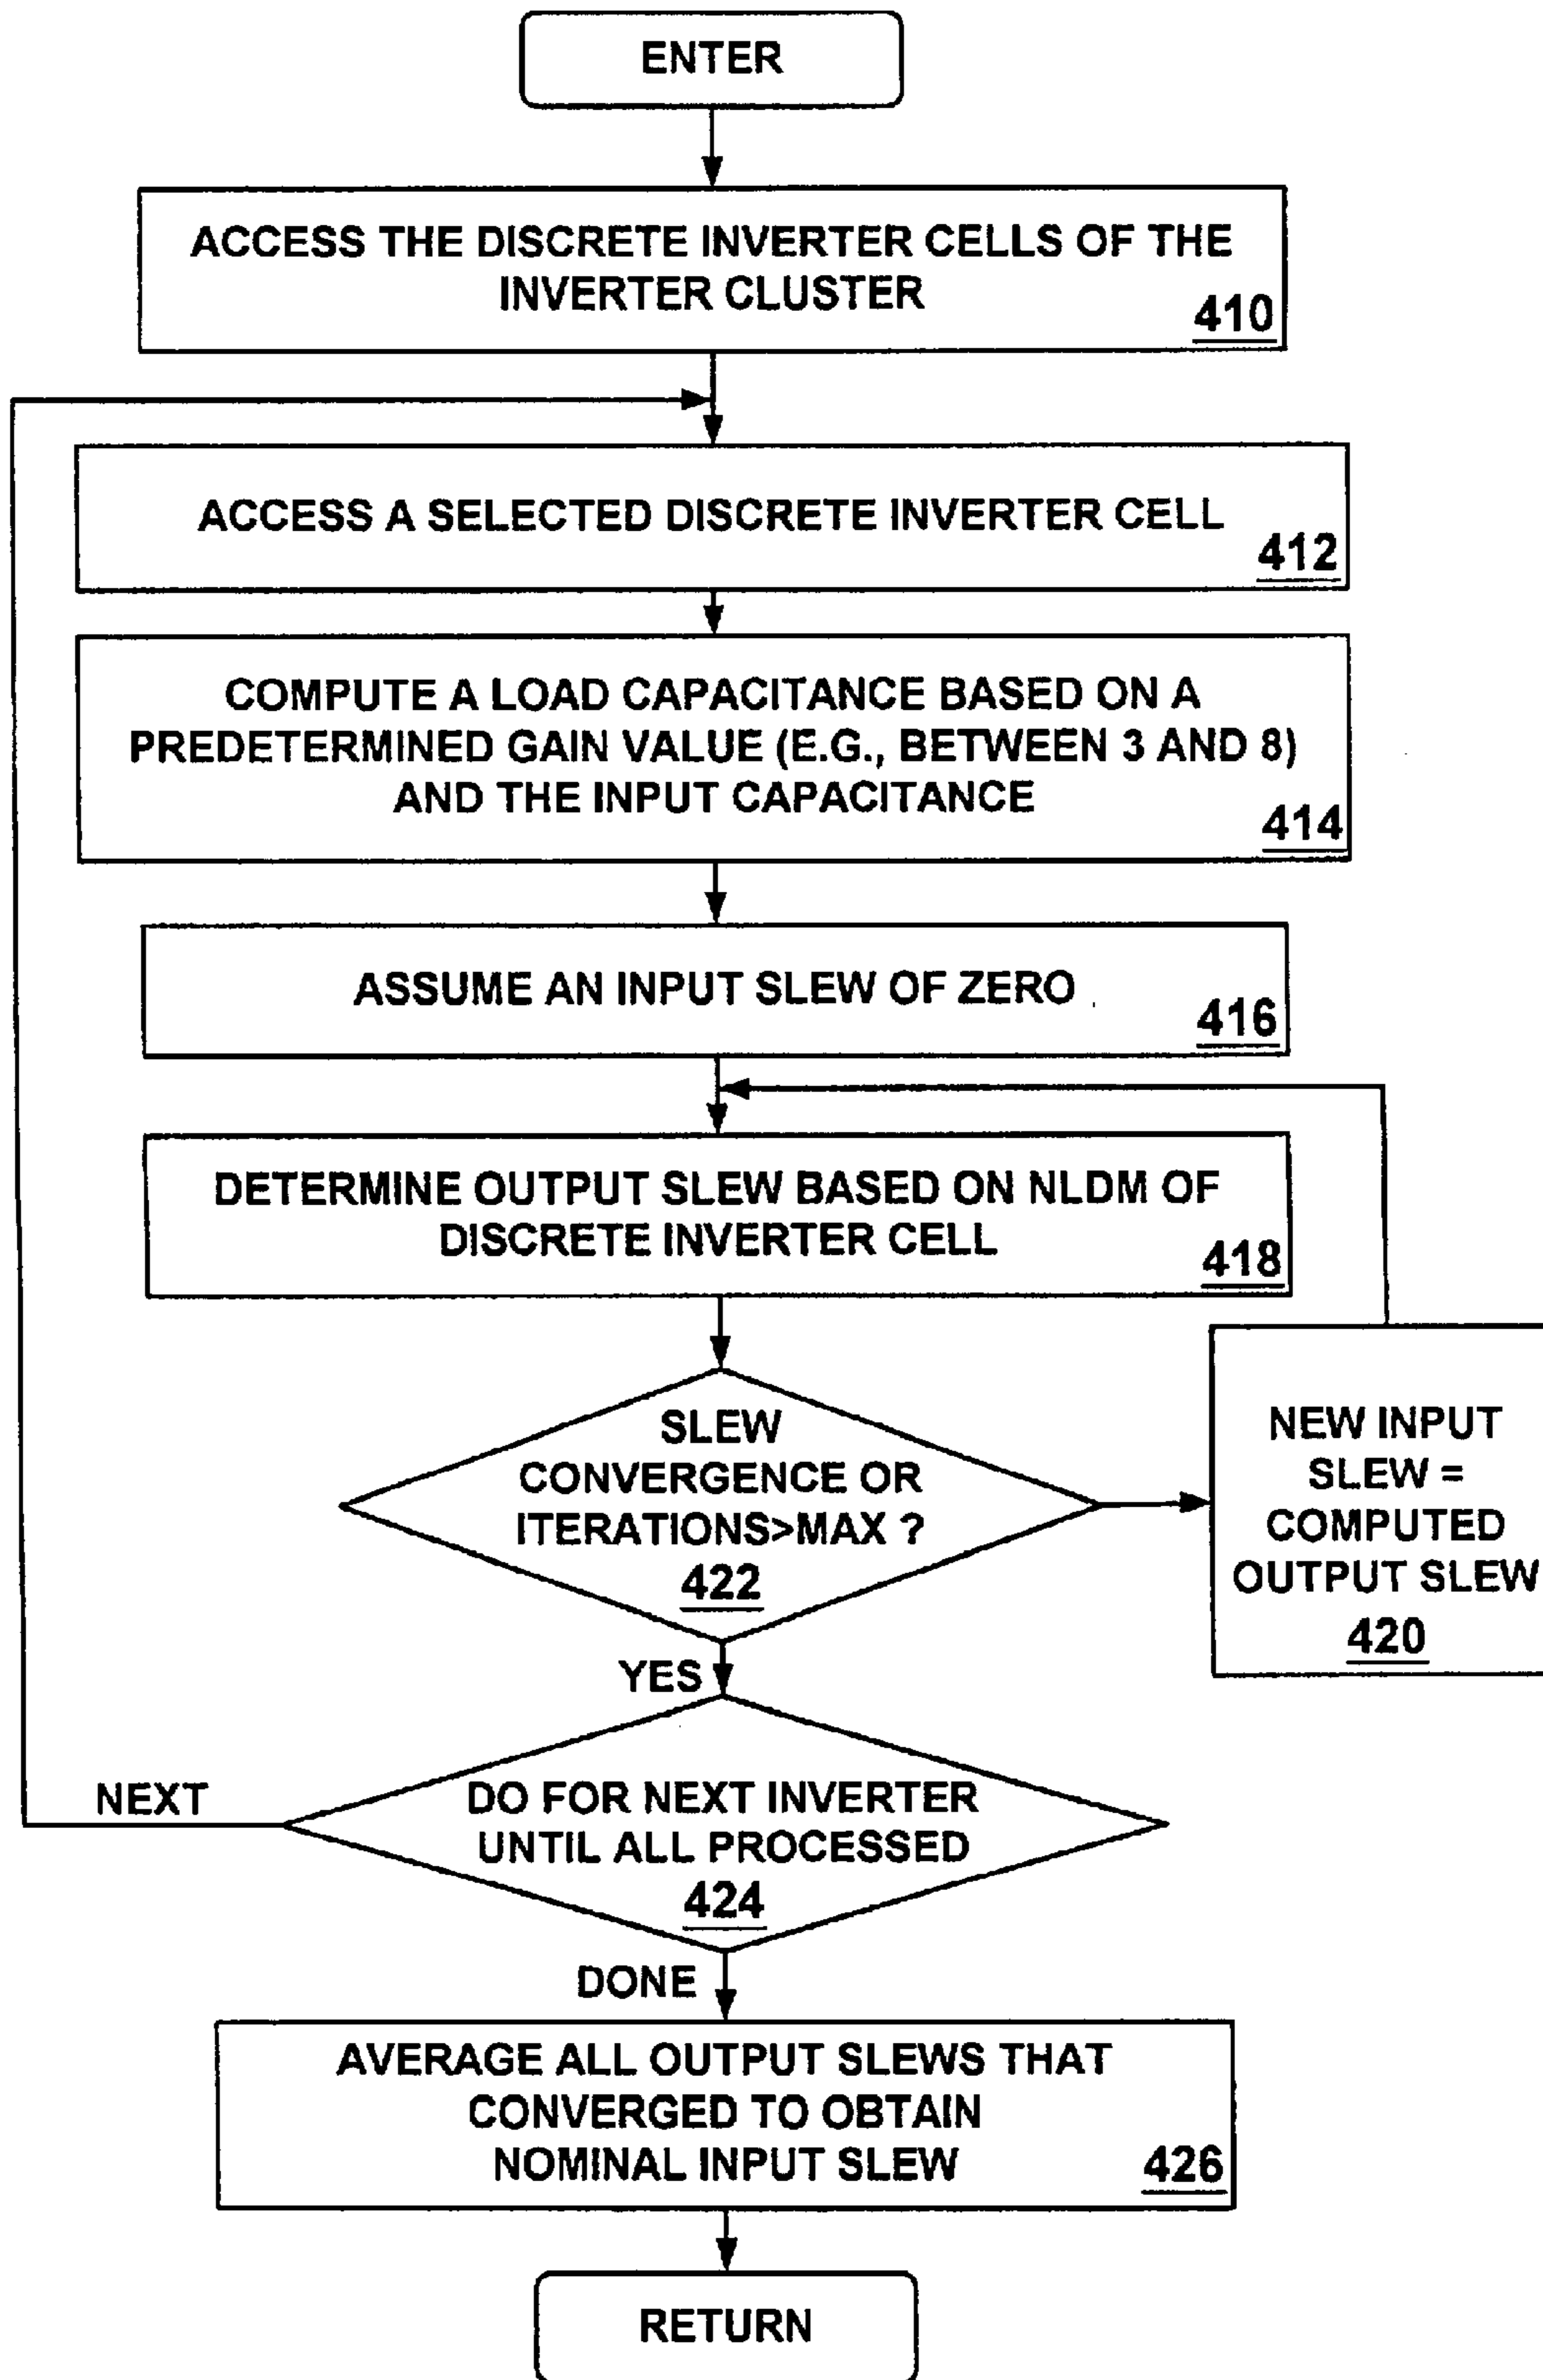 ENTER
ACCESS THE DISCRETE INVERTER CELLS OF THE
INVERTER CLUSTER
410
ACCESS A SELECTED DISCRETE INVERTER CELL
412
COMPUTE A LOAD CAPACITANCE BASED ON A
PREDETERMINED GAIN VALUE (E.G., BETWEEN 3 AND 8)
AND THE INPUT CAPACITANCE
414
ASSUME AN INPUT SLEW OF ZERO
416
DETERMINE OUTPUT SLEW BASED ON NLDM OF
DISCRETE INVERTER CELL
418
SLEW
CONVERGENCE OR
ITERATIONS>MAX ?
422
NEW INPUT
SLEW =
COMPUTED
OUTPUT SLEW
420
YES
NEXT
DO FOR NEXT INVERTER
UNTIL ALL PROCESSED
424
DONE
AVERAGE ALL OUTPUT SLEWS THAT
CONVERGED TO OBTAIN
NOMINAL INPUT SLEW
426
RETURN